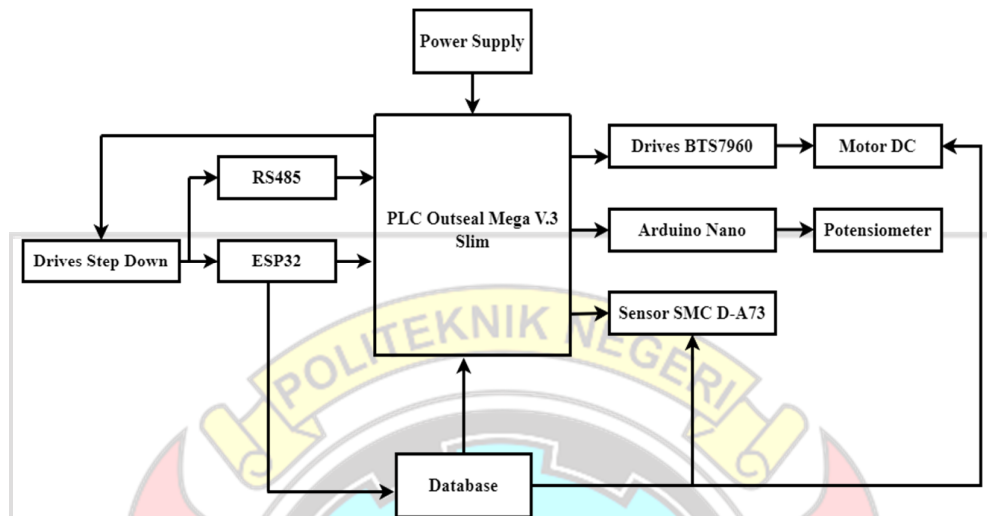 Power Supply
Drives BTS7960
Motor DC
RS485
PLC Outseal Mega V.3
Slim
Arduino Nano
Potensiometer
Drives Step Down
ESP32
Sensor SMC D-A73
POLITEKNIK NEGERI
Database